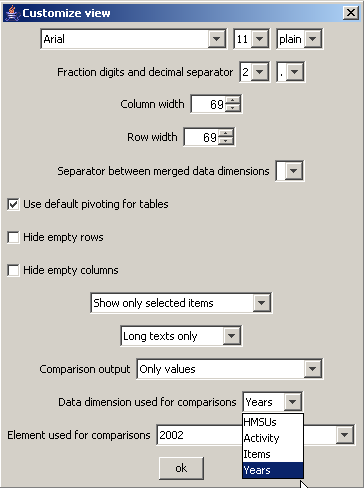 Customize view
Arial 11 plain
Fraction digits and decimal separator 2 .
Column width 69
Row width 69
Separator between merged data dimensions
Use default pivoting for tables
Hide empty rows
Hide empty columns
Show only selected items
Long texts only
Comparison output Only values
Data dimension used for comparisons Years
HMSUs
Activity
Items
Years
Element used for comparisons 2002
ok